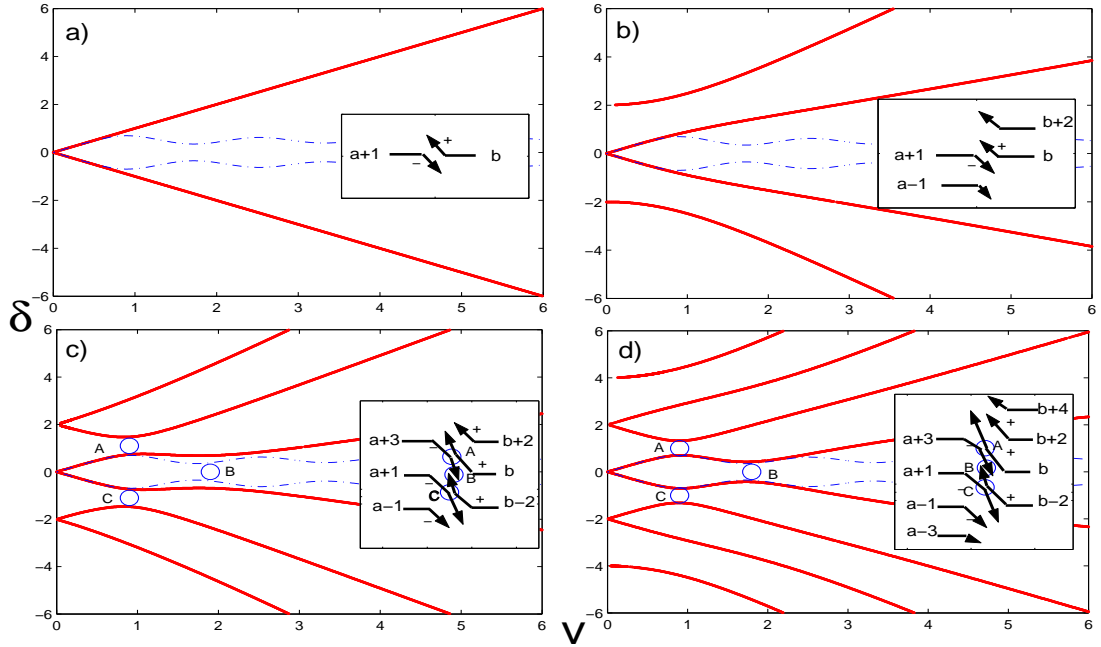 a)
6
4
2
0
−2
−4
−6
0 1 2 3 4 5 6
a+1 − + b
b)
6
4
2
0
−2
−4
−6
0 1 2 3 4 5 6
b+2
a+1 − + b
a−1
δ
c)
6
4
2
0
−2
−4
−6
0 1 2 3 4 5 6
A
B
C
+
a+3 − A b+2
a+1 + b
B
C
a−1 − + b−2
d)
6
4
2
0
−2
−4
−6
0 1 2 3 4 5 6
A
B
C
b+4
+
a+3 − A b+2
+
a+1 B b
− C +
a−1 b−2
−
a−3
v